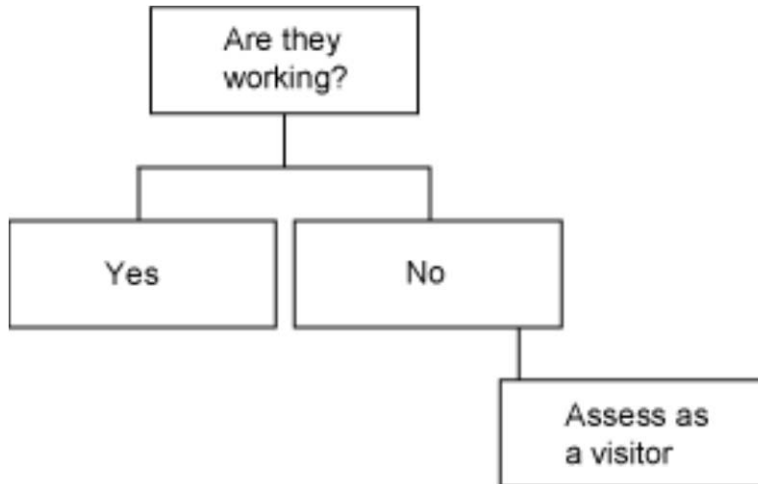 Are they
working?
Yes
No
Assess as
a visitor